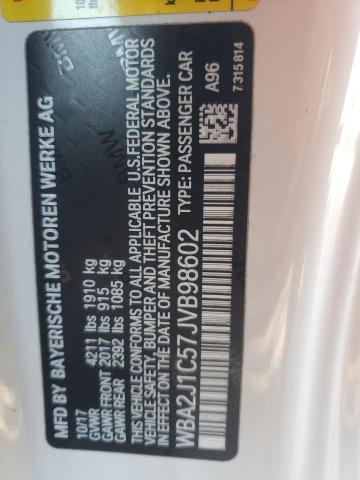 MFD BY BAYERISCHE MOTOREN WERKE AG
10/17
GVWR 4211 lbs 1910 kg
GAWR FRONT 2017 lbs 915 kg
GAWR REAR 2392 lbs 1085 kg
THIS VEHICLE CONFORMS TO ALL APPLICABLE U.S.FEDERAL MOTOR
VEHICLE SAFETY, BUMPER AND THEFT PREVENTION STANDARDS
IN EFFECT ON THE DATE OF MANUFACTURE SHOWN ABOVE.
WBA2J1C57JVB98602 TYPE: PASSENGER CAR
A96
7 315 814